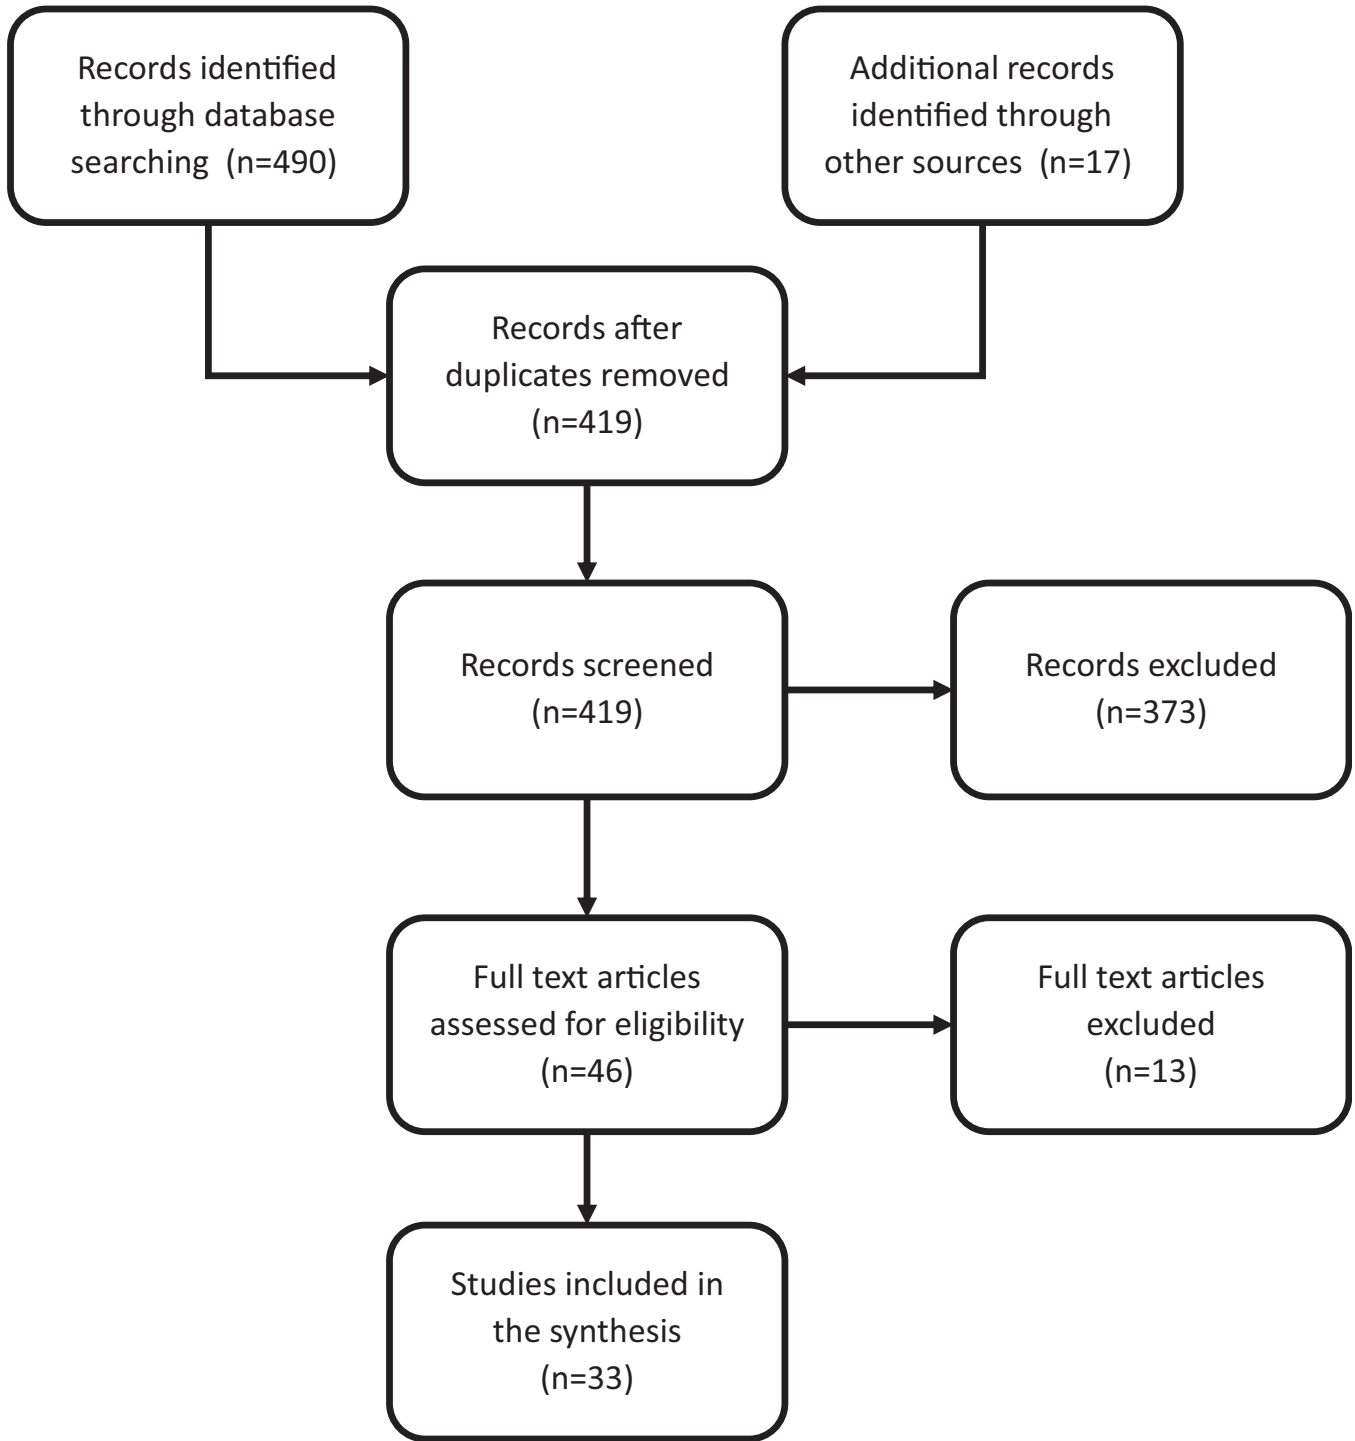 Records identified
through database
searching  (n=490)
Additional records
identified through
other sources  (n=17)
Records after
duplicates removed
(n=419)
Records screened
(n=419)
Records excluded
(n=373)
Full text articles
assessed for eligibility
(n=46)
Full text articles
excluded
(n=13)
Studies included in
the synthesis
(n=33)